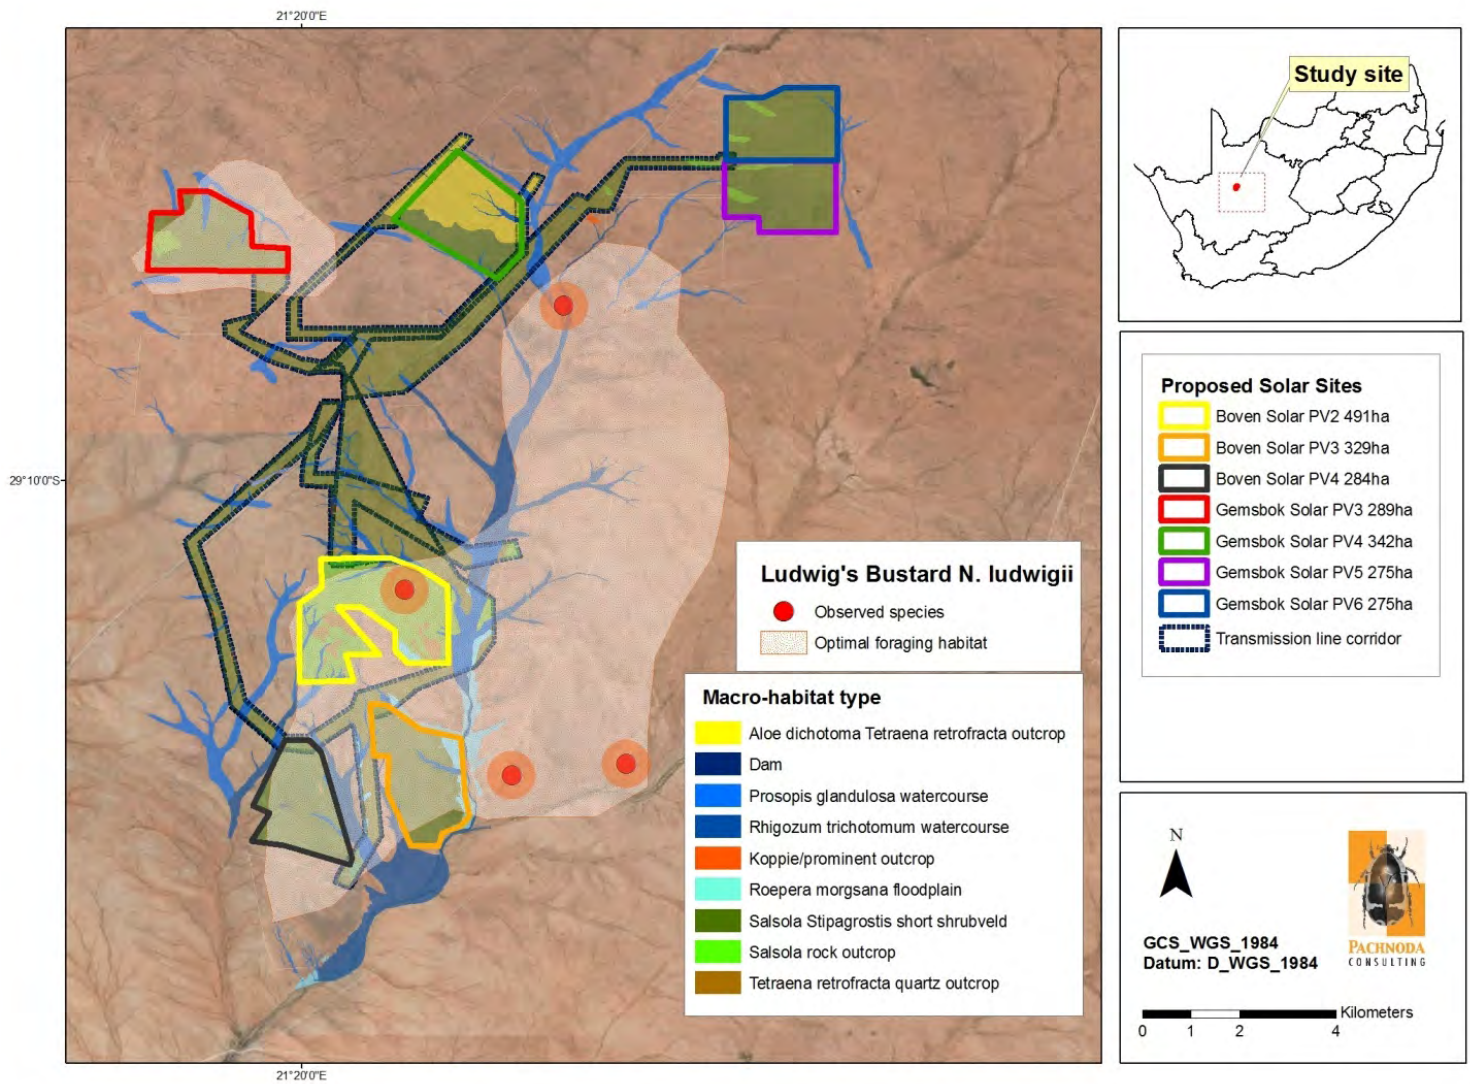 21°20'0"E
29°10'0"S
Ludwig's Bustard N. ludwigii
Observed species
Optimal foraging habitat
Macro-habitat type
Aloe dichotoma Tetraena retrofracta outcrop
Dam
Prosopis glandulosa watercourse
Rhigozum trichotomum watercourse
Koppie/prominent outcrop
Roepera morgsana floodplain
Salsola Stipagrostis short shrubveld
Salsola rock outcrop
Tetraena retrofracta quartz outcrop
21°20'0"E
Study site
Proposed Solar Sites
Boven Solar PV2 491ha
Boven Solar PV3 329ha
Boven Solar PV4 284ha
Gemsbok Solar PV3 289ha
Gemsbok Solar PV4 342ha
Gemsbok Solar PV5 275ha
Gemsbok Solar PV6 275ha
Transmission line corridor
N
GCS_WGS_1984
Datum: D_WGS_1984
PACHNODA
CONSULTING
Kilometers
0 1 2 4